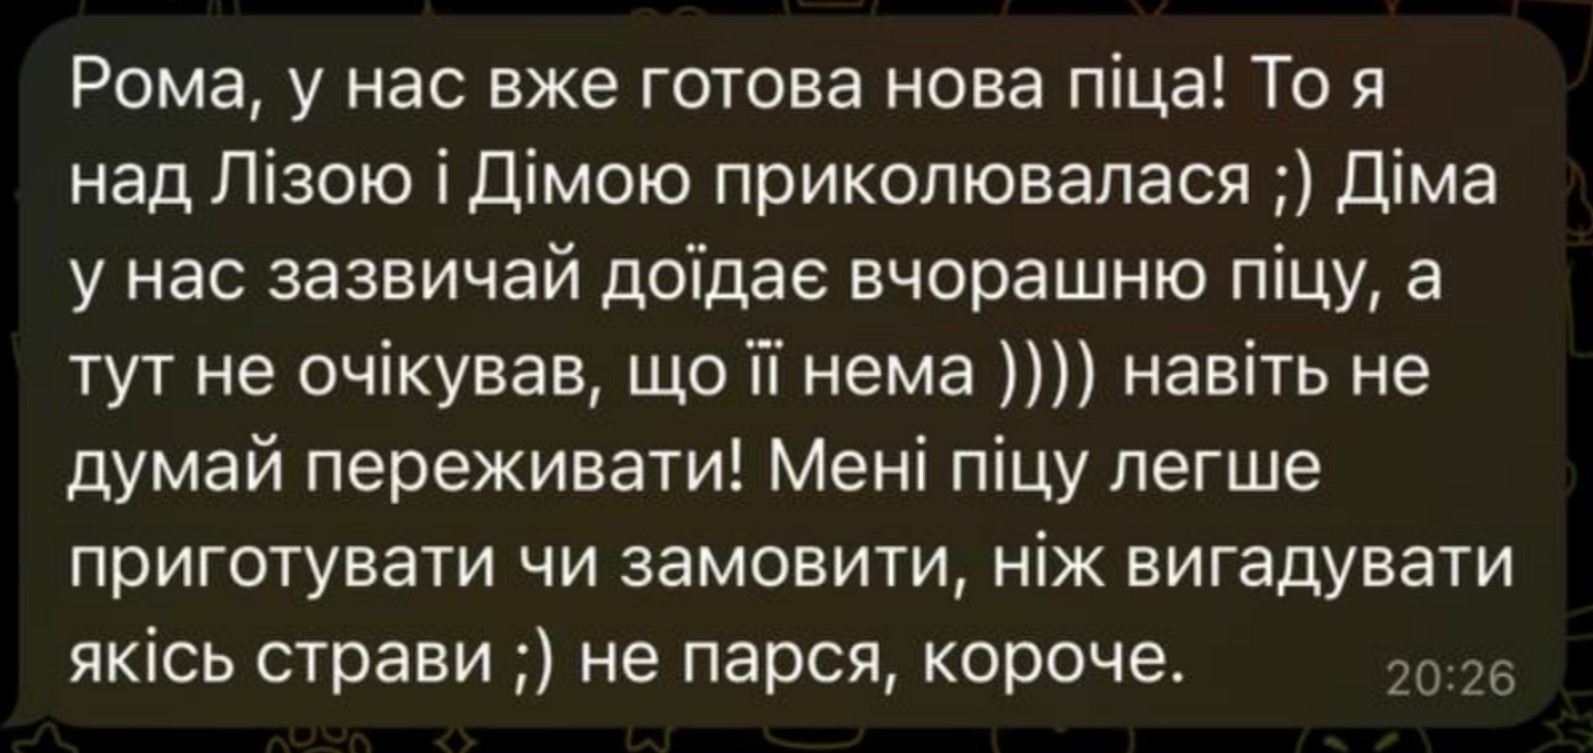 Рома, у нас вже готова нова піца! То я
над Лізою і Дімою приколювалася ;) Діма
у нас зазвичай доїдає вчорашню піцу, а
тут не очікував, що її нема )))) навіть не
думай переживати! Мені піцу легше
приготувати чи замовити, ніж вигадувати
якісь страви ;) не парся, короче.
20:26